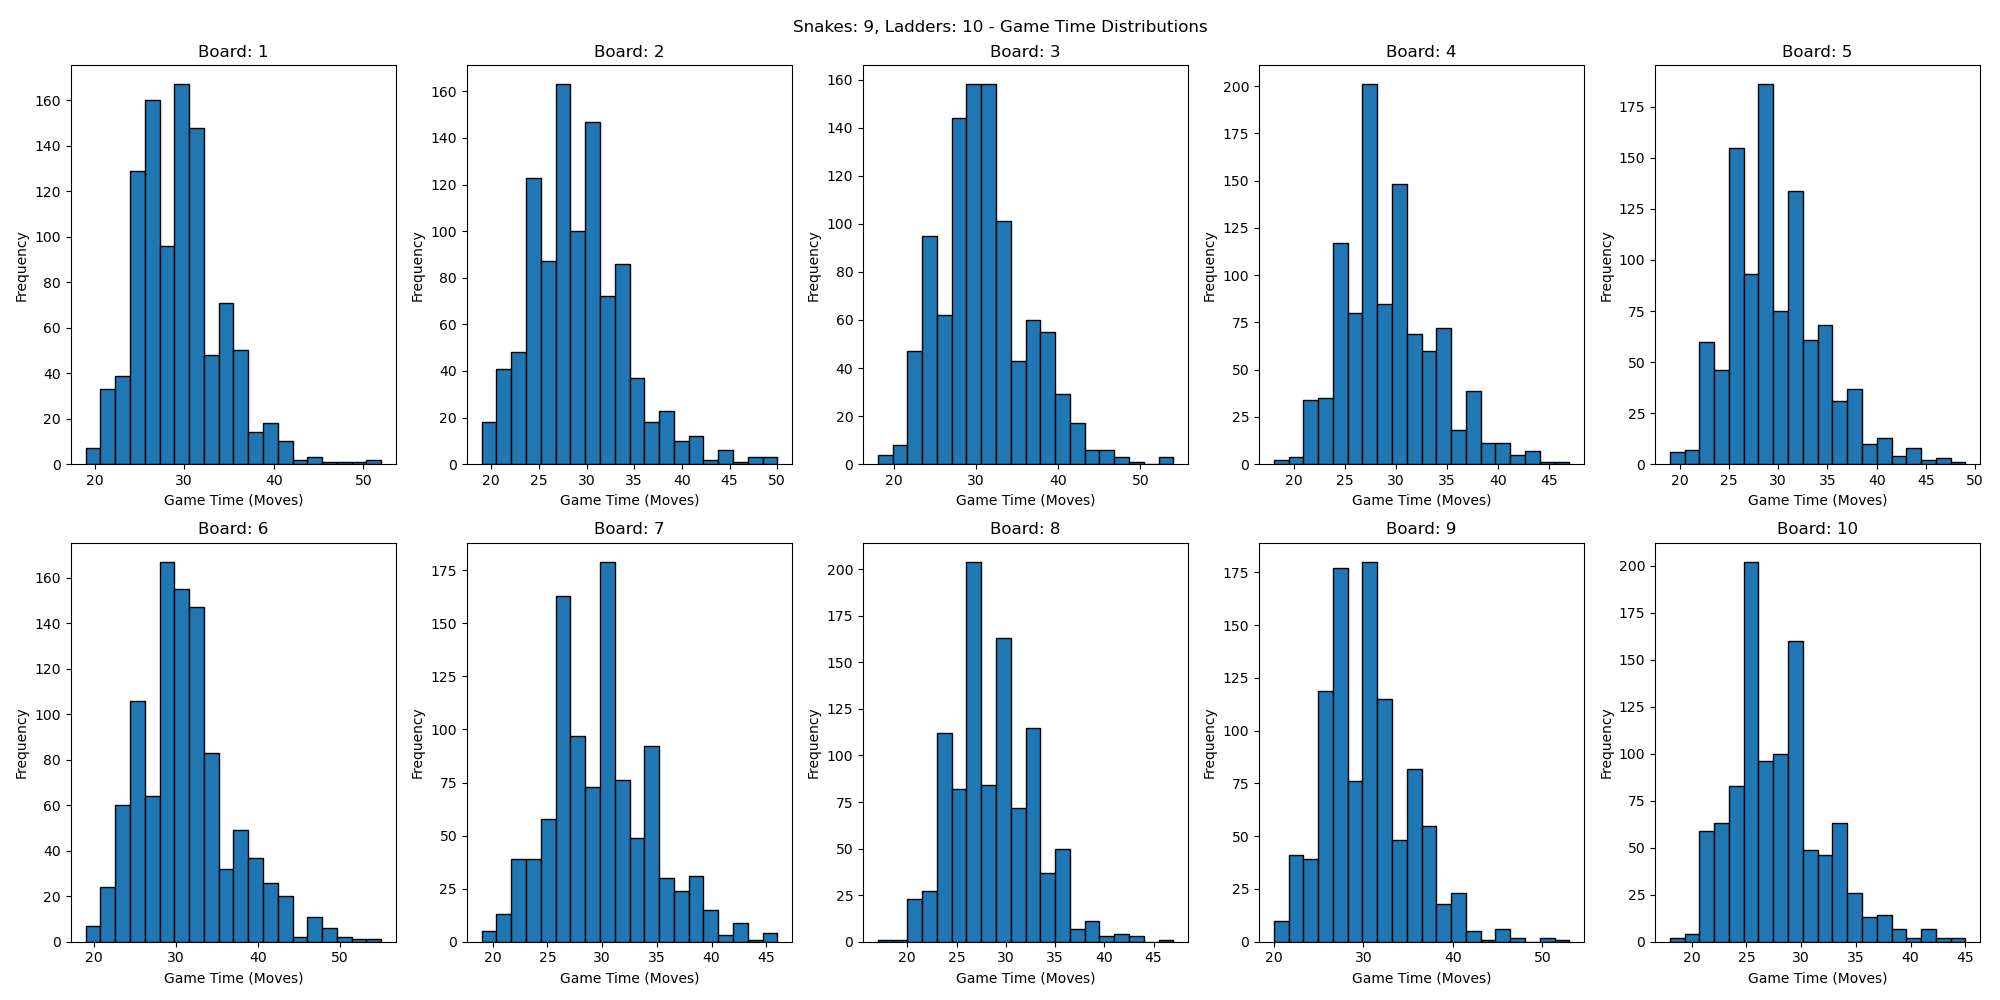 Snakes: 9, Ladders: 10 - Game Time Distributions
Board: 1
Frequency
0
20
40
60
80
100
120
140
160
20 30 40 50
Game Time (Moves)
Board: 2
Frequency
0
20
40
60
80
100
120
140
160
20 25 30 35 40 45 50
Game Time (Moves)
Board: 3
Frequency
0
20
40
60
80
100
120
140
160
20 30 40 50
Game Time (Moves)
Board: 4
Frequency
0
25
50
75
100
125
150
175
200
20 25 30 35 40 45
Game Time (Moves)
Board: 5
Frequency
0
25
50
75
100
125
150
175
20 25 30 35 40 45 50
Game Time (Moves)
Board: 6
Frequency
0
20
40
60
80
100
120
140
160
20 30 40 50
Game Time (Moves)
Board: 7
Frequency
0
25
50
75
100
125
150
175
20 25 30 35 40 45
Game Time (Moves)
Board: 8
Frequency
0
25
50
75
100
125
150
175
200
20 25 30 35 40 45
Game Time (Moves)
Board: 9
Frequency
0
25
50
75
100
125
150
175
20 30 40 50
Game Time (Moves)
Board: 10
Frequency
0
25
50
75
100
125
150
175
200
20 25 30 35 40 45
Game Time (Moves)